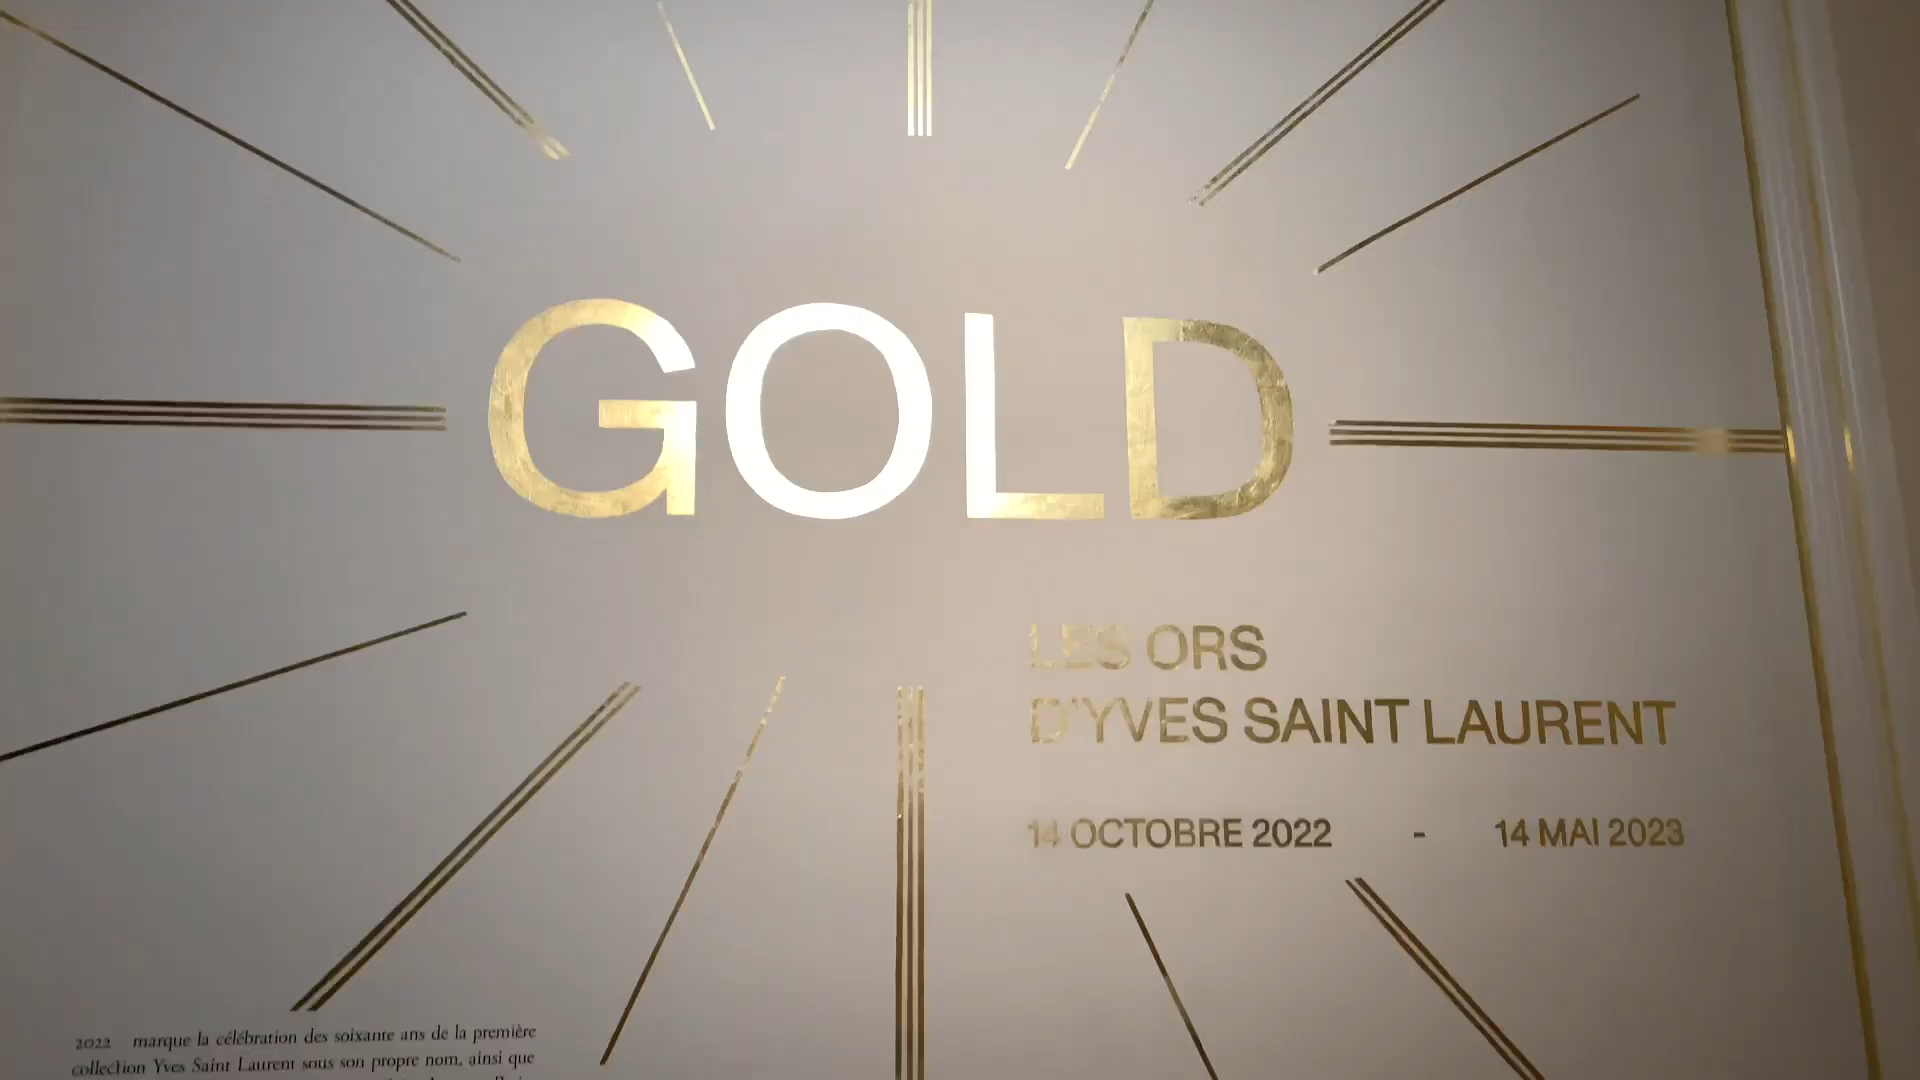 GOLD
LES ORS
D'YVES SAINT LAURENT
14 OCTOBRE 2022 - 14 MAI 2023
2022 marque la célébration des soixante ans de la première
collection Yves Saint Laurent sous son propre nom, ainsi que